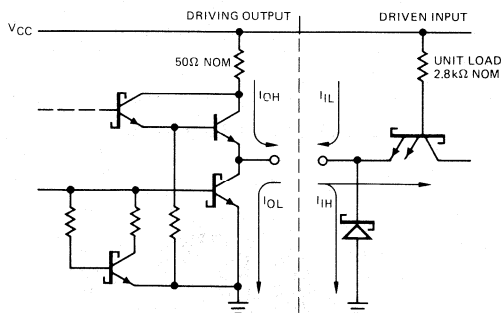 DRIVING OUTPUT
DRIVEN INPUT
VCC
50Ω NOM
UNIT LOAD
2.8kΩ NOM
IOH
IIL
IOL
IIH